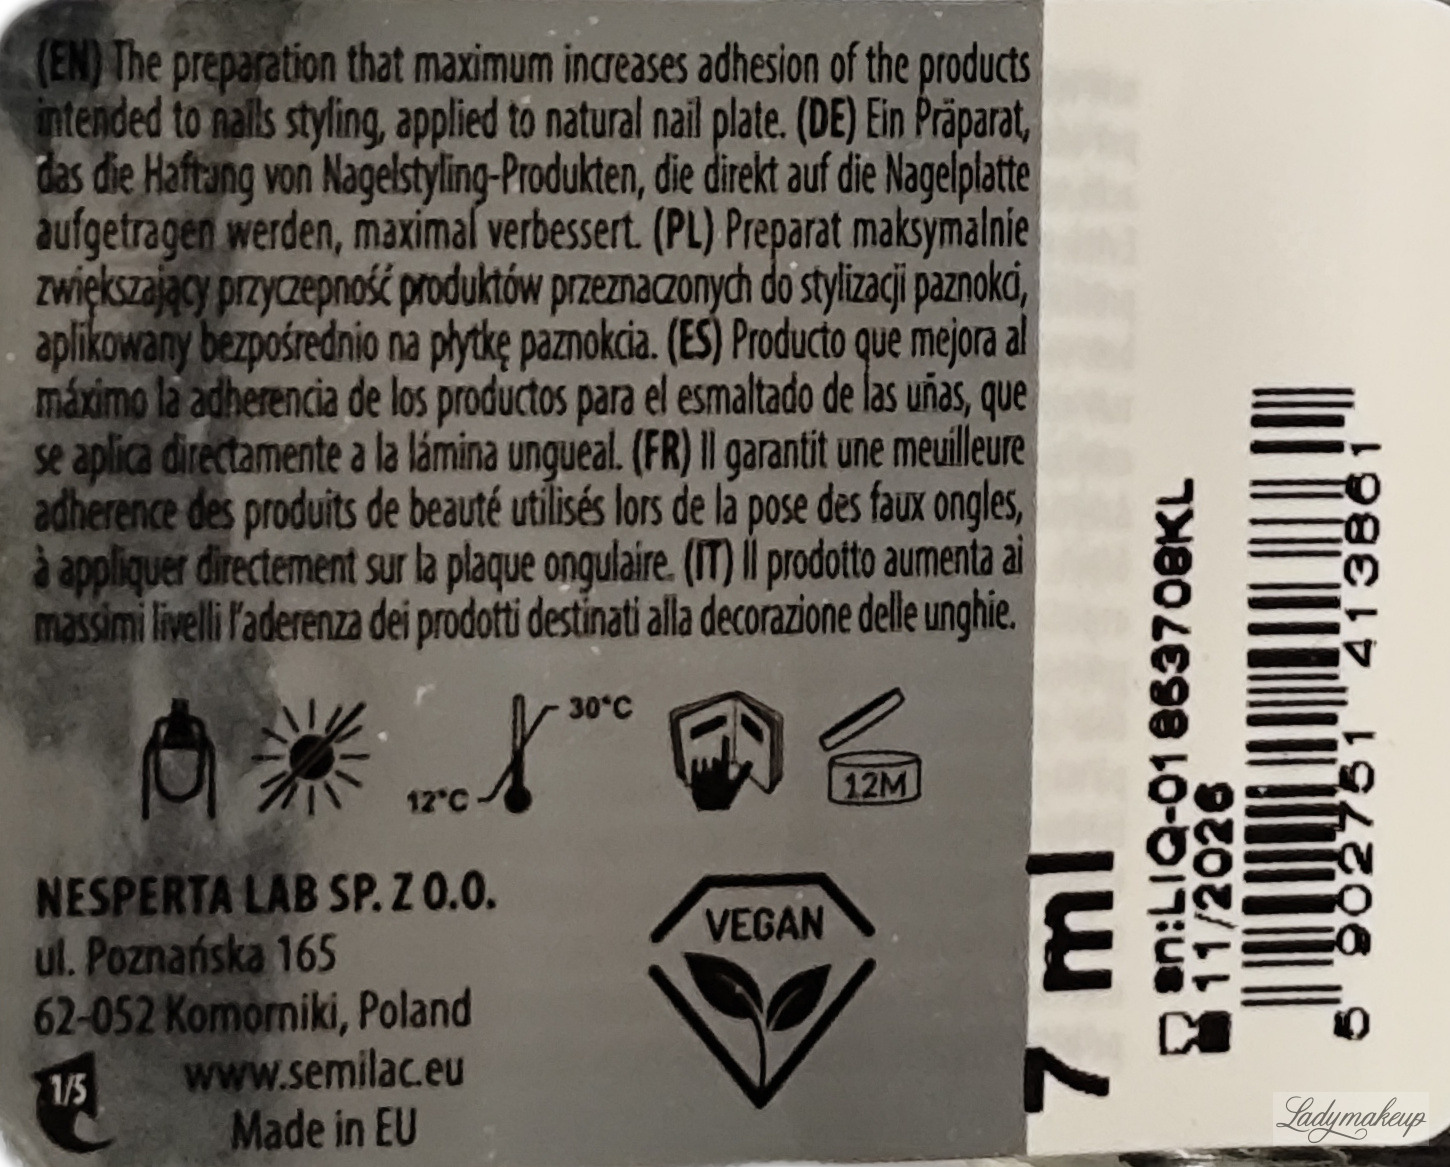 (EN) The preparation that maximum increases adhesion of the products
intended to nails styling, applied to natural nail plate. (DE) Ein Präparat,
das die Haftung von Nagelstyling-Produkten, die direkt auf die Nagelplatte
aufgetragen werden, maximal verbessert. (PL) Preparat maksymalnie
zwiększający przyczepność produktów przeznaczonych do stylizacji paznokci,
aplikowany bezpośrednio na płytkę paznokcia. (ES) Producto que mejora al
máximo la adherencia de los productos para el esmaltado de las uñas, que
se aplica directamente a la lámina ungueal. (FR) Il garantit une meuilleure
adherence des produits de beauté utilisés lors de la pose des faux ongles,
à appliquer directement sur la plaque ongulaire. (IT) Il prodotto aumenta ai
massimi livelli l'aderenza dei prodotti destinati alla decorazione delle unghie.
30°C
12°C
12M
NESPERTA LAB SP. Z O.O.
ul. Poznańska 165
62-052 Komorniki, Poland
www.semilac.eu
Made in EU
1/5
VEGAN
7 ml
sn:LIQ-01863708KL
11/2026
5 902751 413861
Ladymakeup